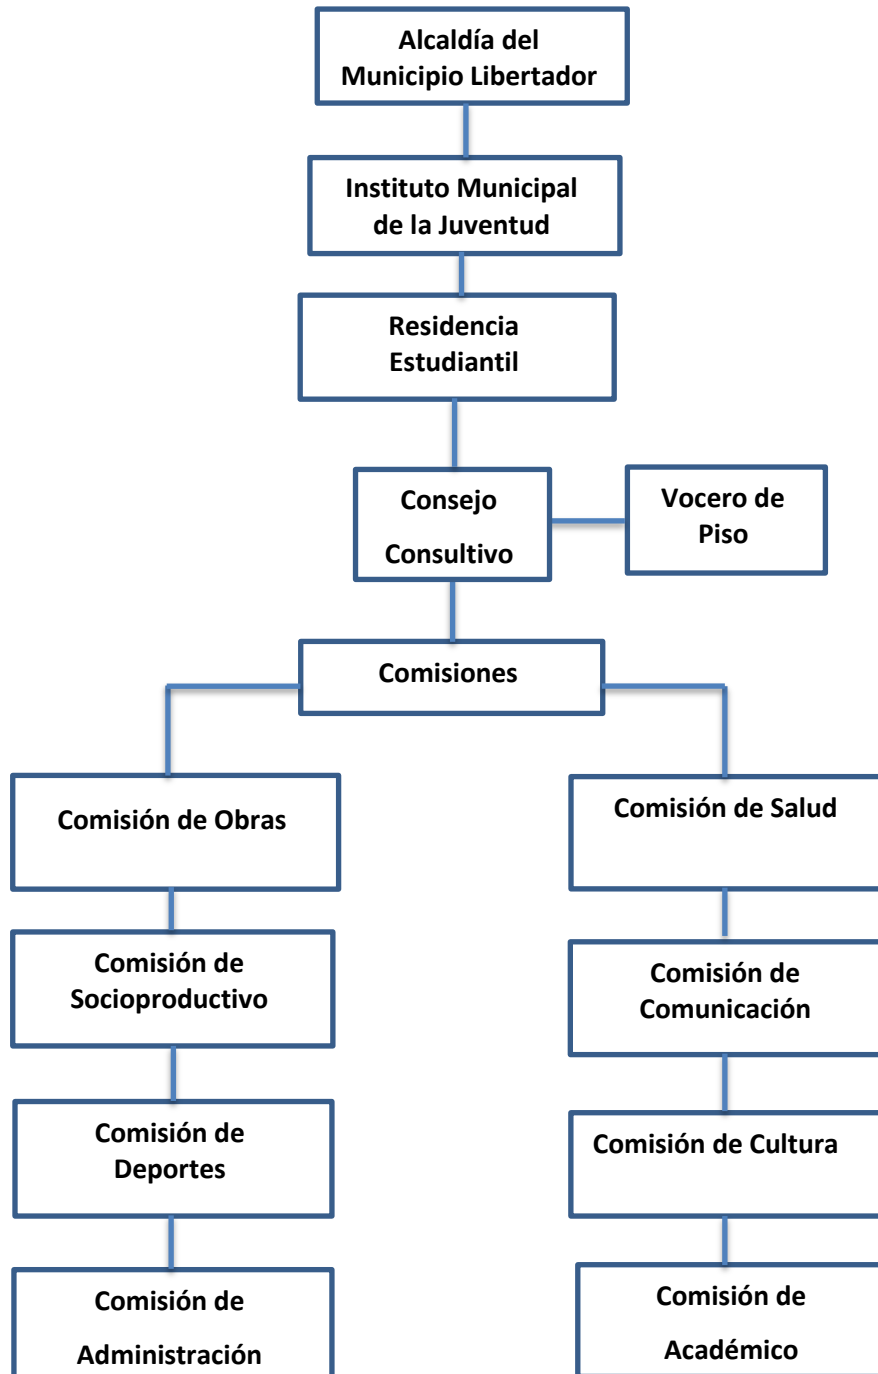 Alcaldía del
Municipio Libertador
Instituto Municipal
de la Juventud
Residencia
Estudiantil
Consejo
Consultivo
Vocero de
Piso
Comisiones
Comisión de Obras
Comisión de Salud
Comisión de
Socioproductivo
Comisión de
Comunicación
Comisión de
Deportes
Comisión de Cultura
Comisión de
Administración
Comisión de
Académico